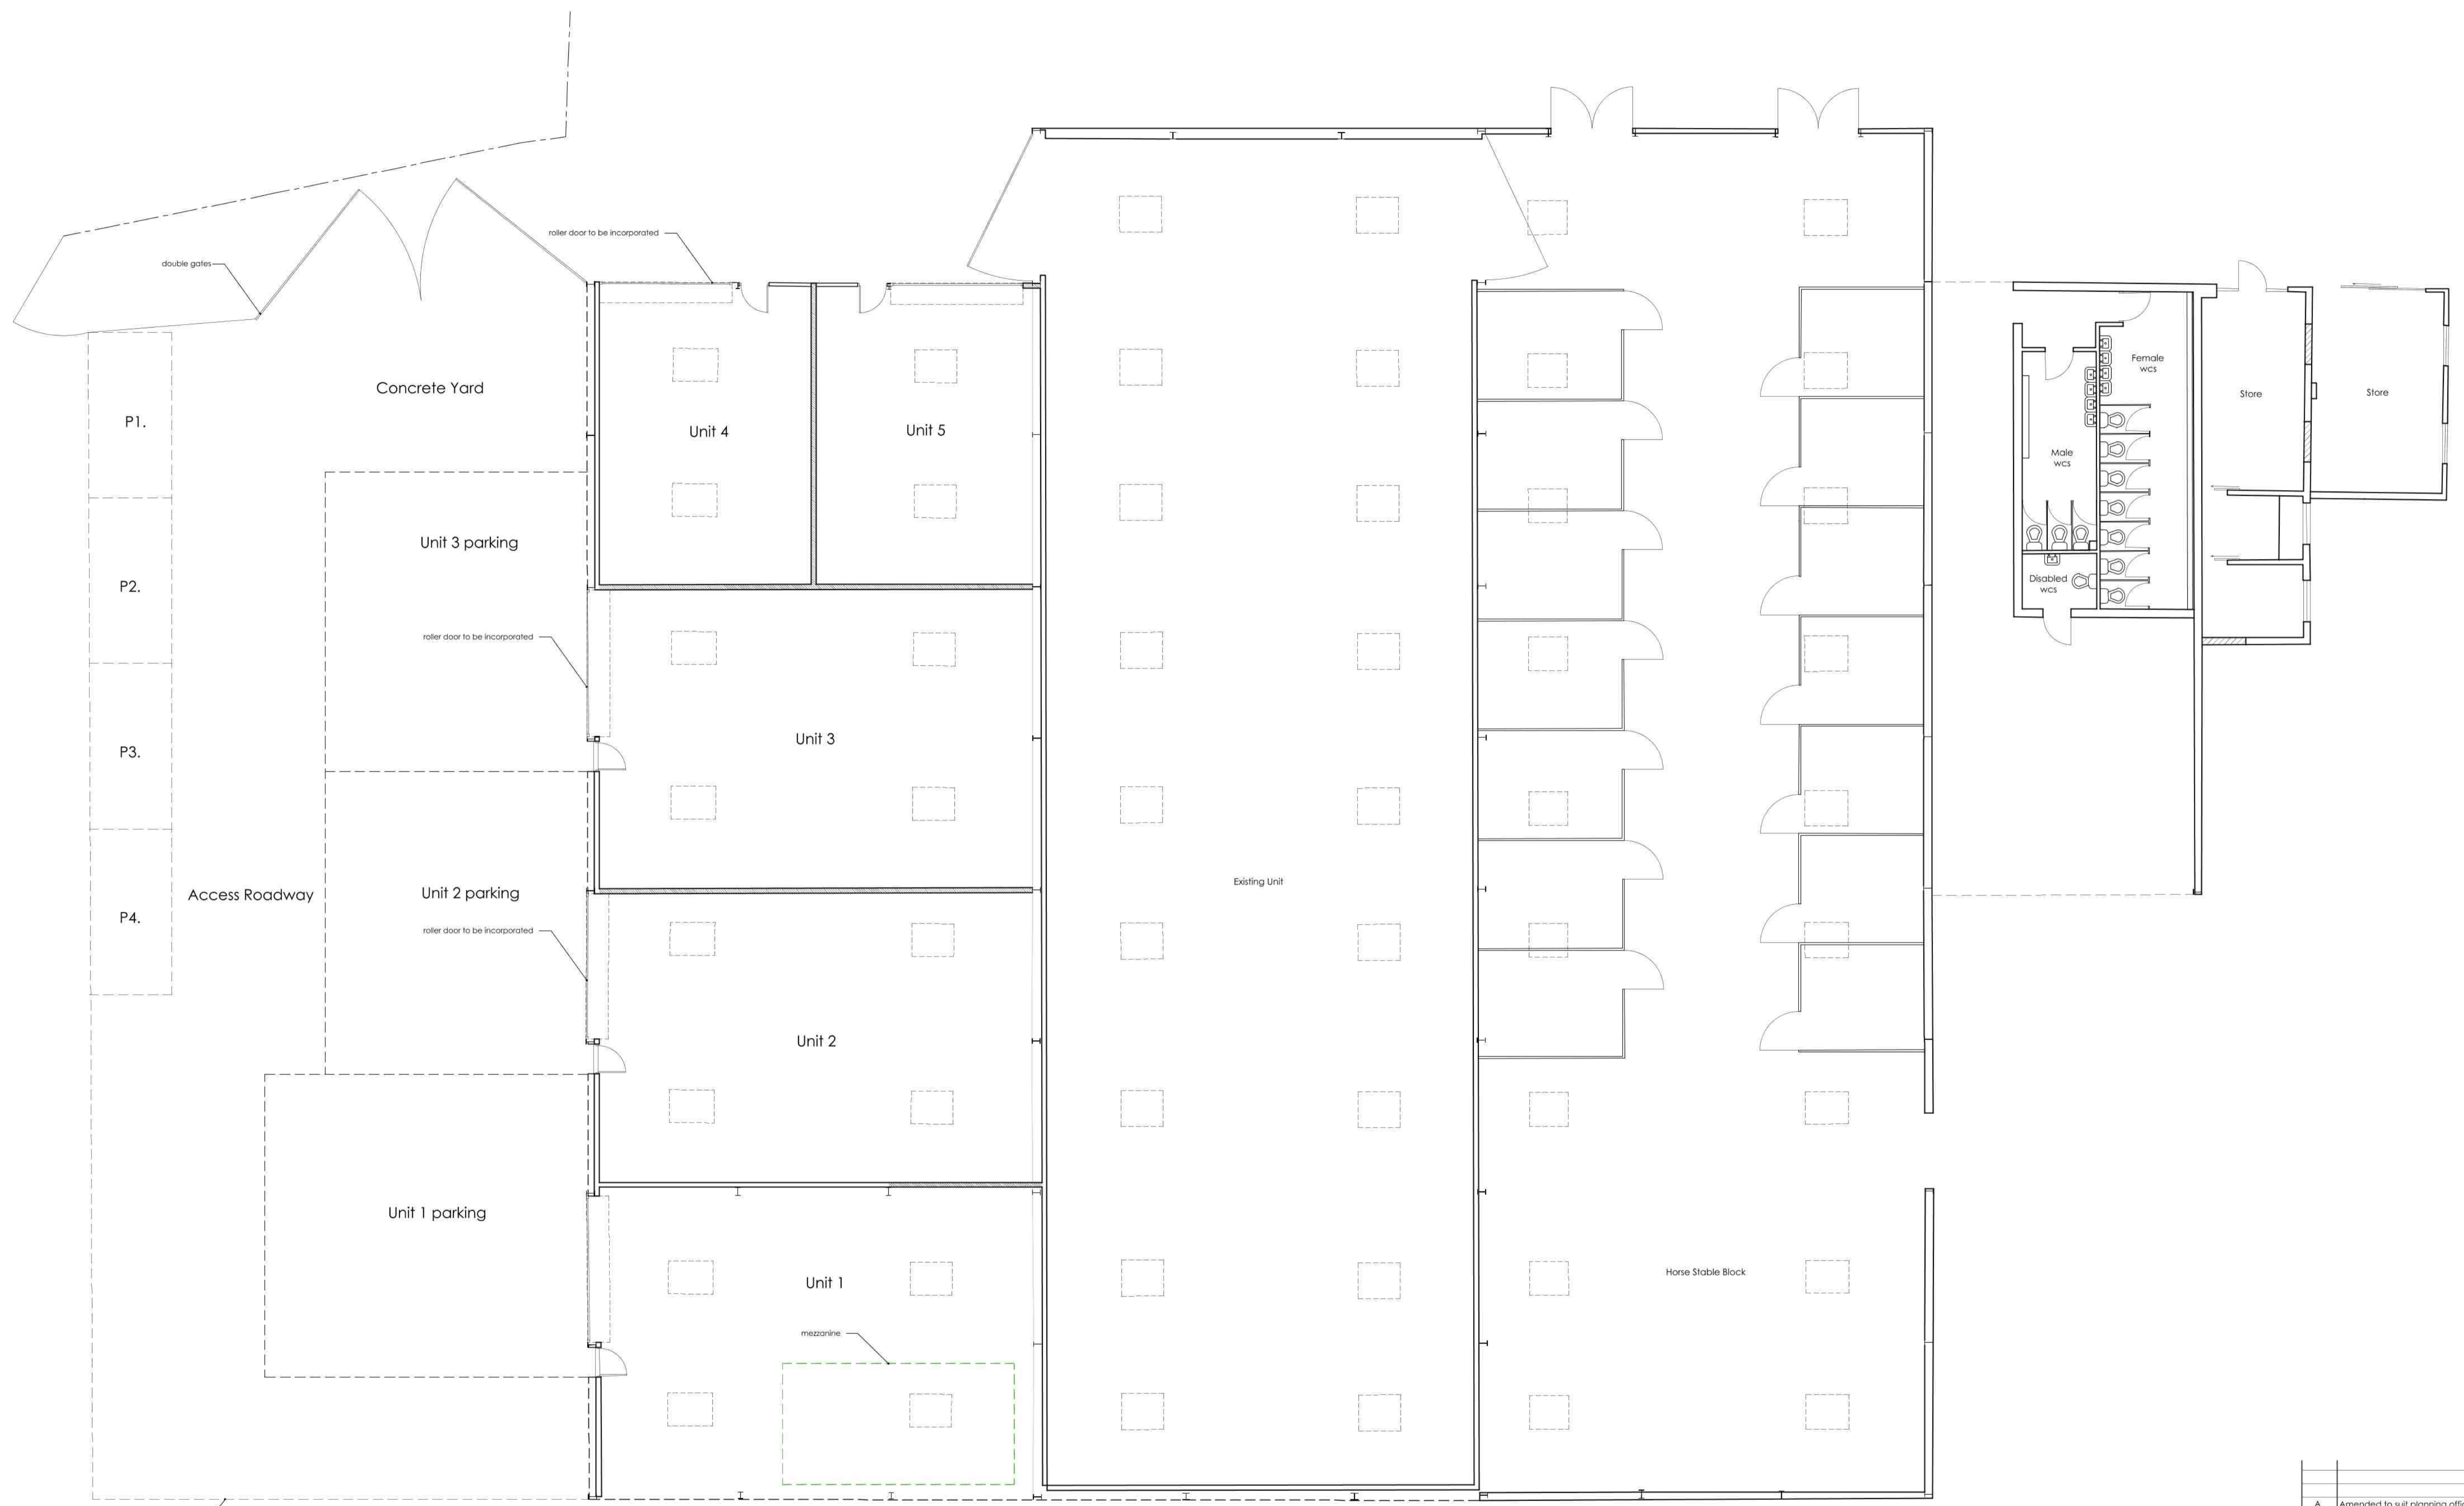 roller door to be incorporated
double gates
Concrete Yard
P1.
Unit 4
Unit 5
Female
wcs
Store
Store
Male
wcs
Unit 3 parking
P2.
Disabled
wcs
roller door to be incorporated
Unit 3
P3.
Existing Unit
Access Roadway
Unit 2 parking
P4.
roller door to be incorporated
Unit 2
Unit 1 parking
Horse Stable Block
Unit 1
mezzanine
A Amended to suit planning